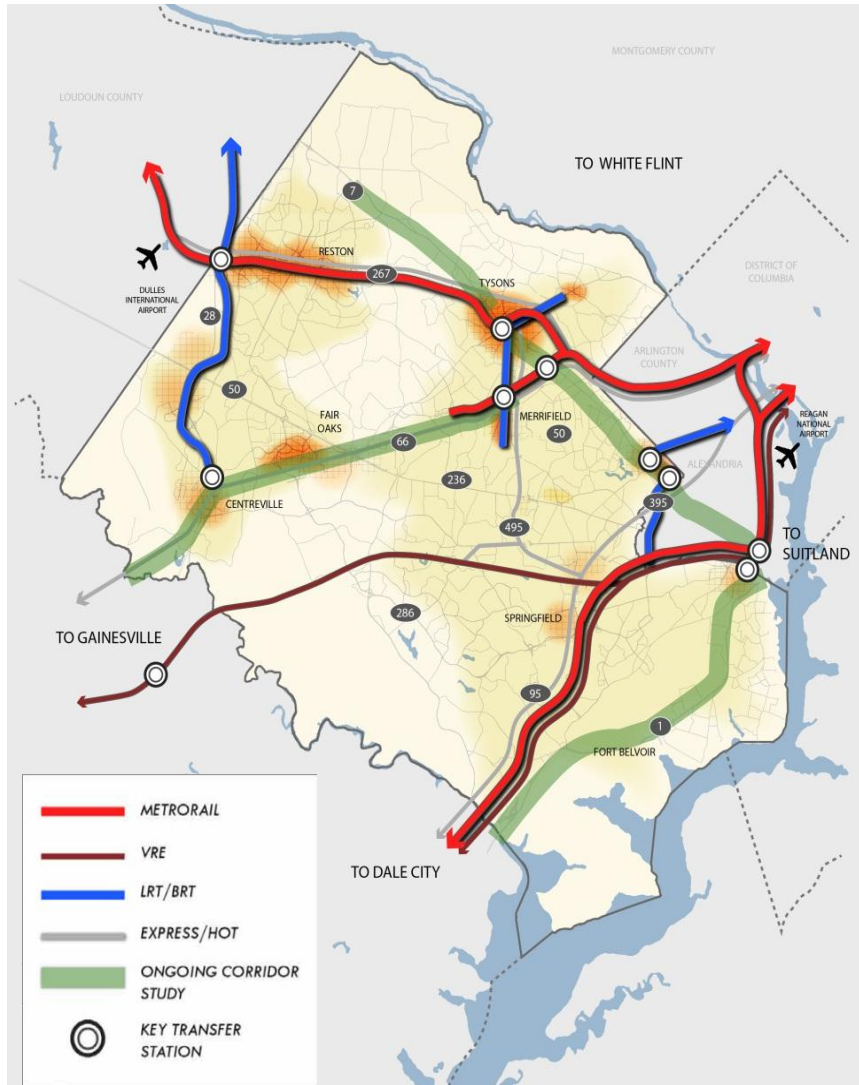 MONTGOMERY COUNTY
LOUDOUN COUNTY
TO WHITE FLINT
7
RESTON
267
TYSONS
DISTRICT OF
COLUMBIA
DULLES
INTERNATIONAL
AIRPORT
28
ARLINGTON
COUNTY
50
FAIR
OAKS
MERRIFIELD
REAGAN
NATIONAL
AIRPORT
66
50
236
ALEXANDRIA
CENTREVILLE
395
495
TO
SUITLAND
286
SPRINGFIELD
TO GAINESVILLE
95
1
FORT BELVOIR
TO DALE CITY
METRORAIL
VRE
LRT/BRT
EXPRESS/HOT
ONGOING CORRIDOR
STUDY
KEY TRANSFER
STATION